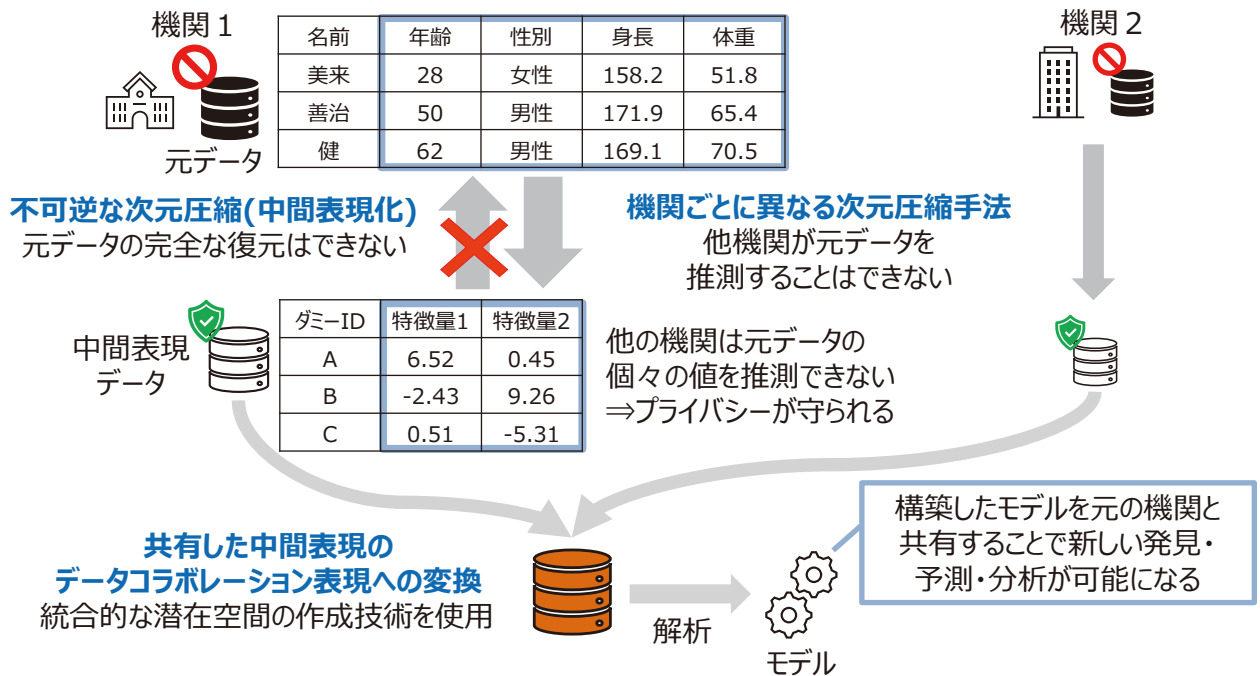 機関1
機関2
名前 年齢 性別 身長 体重
美来 28 女性 158.2 51.8
善治 50 男性 171.9 65.4
健 62 男性 169.1 70.5
元データ
不可逆な次元圧縮(中間表現化)
元データの完全な復元はできない
機関ごとに異なる次元圧縮手法
他機関が元データを
推測することはできない
中間表現
データ
ダミーID 特徴量1 特徴量2
A 6.52 0.45
B -2.43 9.26
C 0.51 -5.31
他の機関は元データの
個々の値を推測できない
⇒プライバシーが守られる
共有した中間表現の
データコラボレーション表現への変換
統合的な潜在空間の作成技術を使用
解析
モデル
構築したモデルを元の機関と
共有することで新しい発見・
予測・分析が可能になる